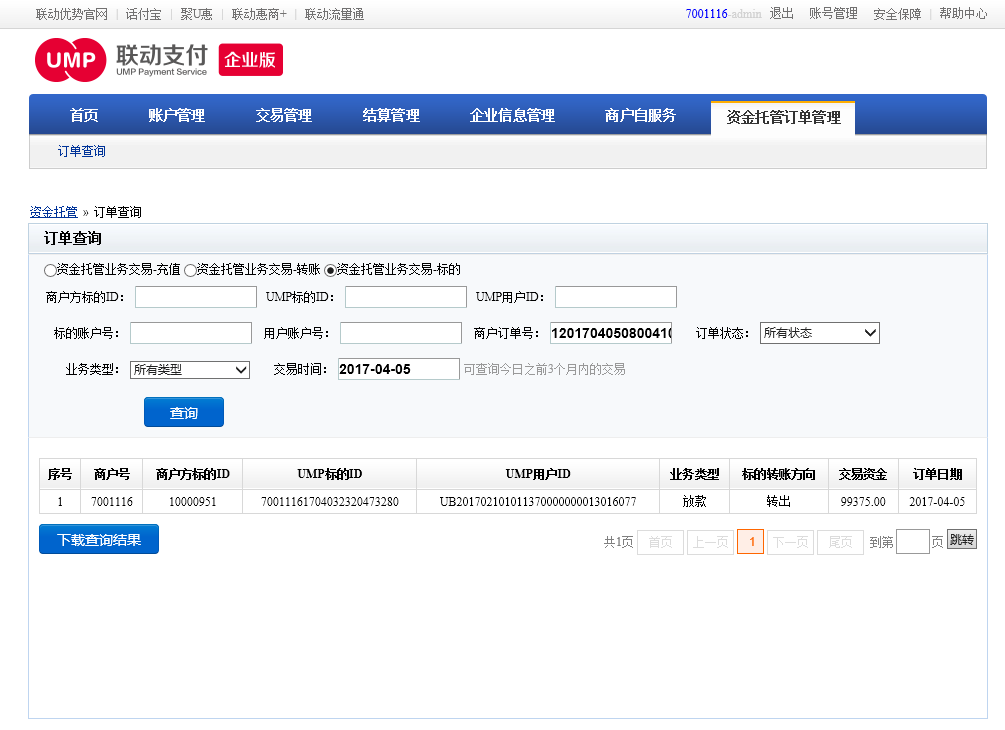 联动优势官网 | 话付宝 | 聚U惠 | 联动惠商+ | 联动流量通 7001116-admin 退出 账号管理 安全保障 | 帮助中心
UMP 联动支付 UMP Payment Service 企业版
首页 账户管理 交易管理 结算管理 企业信息管理 商户自服务 资金托管订单管理
订单查询
资金托管 » 订单查询
订单查询
资金托管业务交易-充值 资金托管业务交易-转账 资金托管业务交易-标的
商户方标的ID： UMP标的ID： UMP用户ID：
标的账户号： 用户账户号： 商户订单号： 120170405080041 订单状态： 所有状态
业务类型： 所有类型 交易时间： 2017-04-05 可查询今日之前3个月内的交易
查询
序号 商户号 商户方标的ID UMP标的ID UMP用户ID 业务类型 标的转账方向 交易资金 订单日期
1 7001116 10000951 70011161704032320473280 UB201702101011370000000013016077 放款 转出 99375.00 2017-04-05
下载查询结果 共1页 首页 上一页 1 下一页 尾页 到第 页 跳转